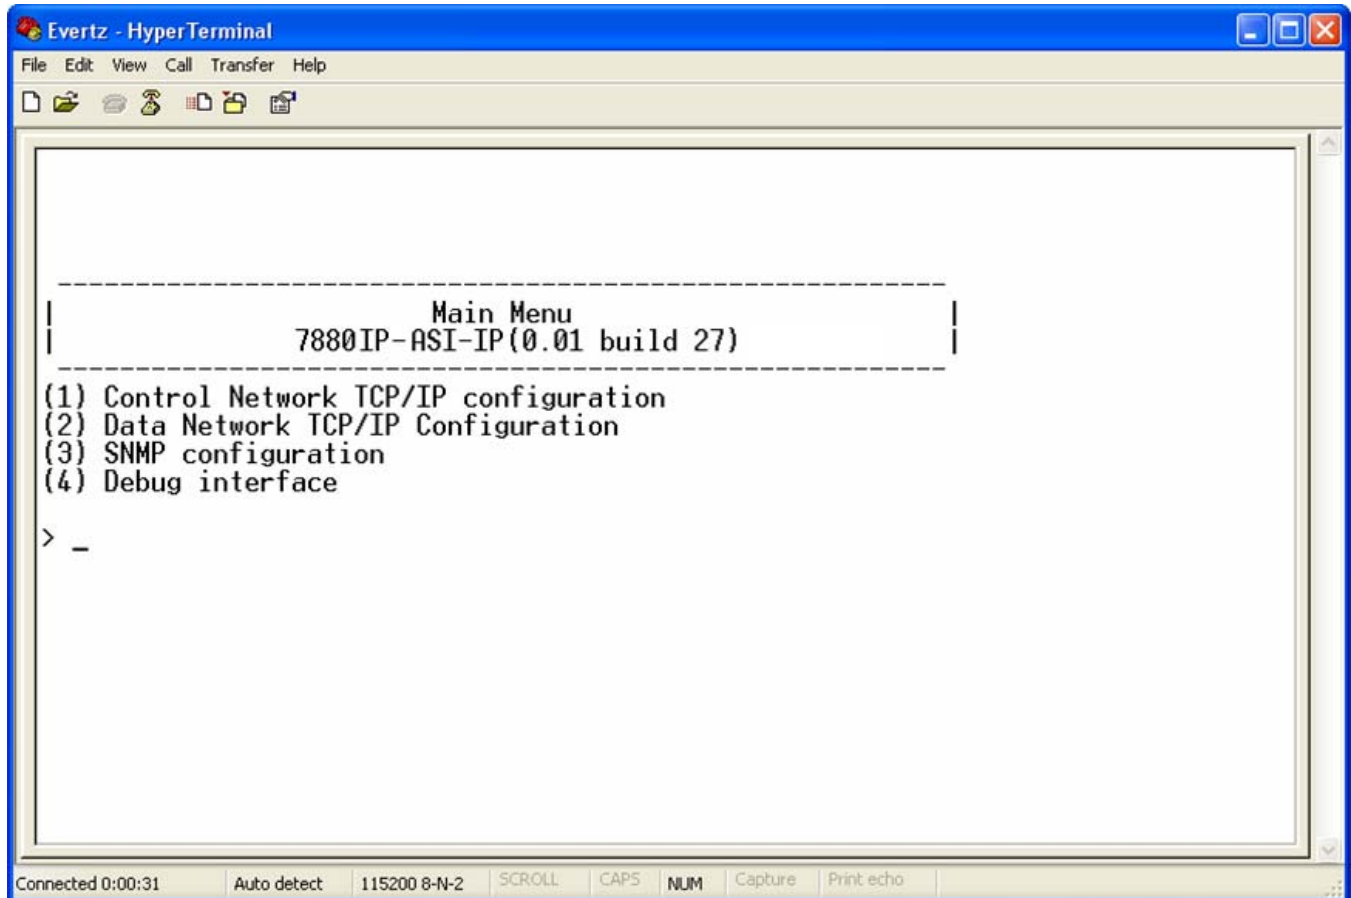 Evertz - HyperTerminal
File Edit View Call Transfer Help
Main Menu
7880IP-ASI-IP(0.01 build 27)
(1) Control Network TCP/IP configuration
(2) Data Network TCP/IP Configuration
(3) SNMP configuration
(4) Debug interface
> _
Connected 0:00:31 Auto detect 115200 8-N-2 SCROLL CAPS NUM Capture Print echo